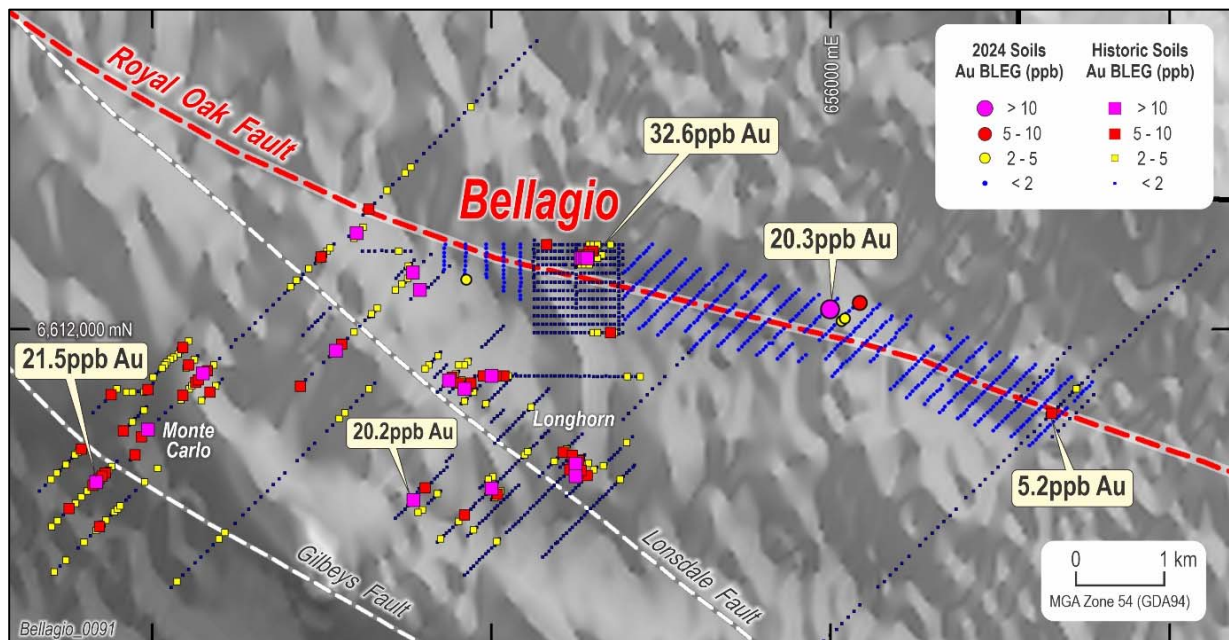 Royal Oak Fault
656000 mE
2024 Soils
Au BLEG (ppb)
> 10
5 - 10
2 - 5
< 2
Historic Soils
Au BLEG (ppb)
> 10
5 - 10
2 - 5
< 2
32.6ppb Au
Bellagio
20.3ppb Au
6,612,000 mN
21.5ppb Au
Monte
Carlo
20.2ppb Au
Longhorn
5.2ppb Au
Gilbeys Fault
Lonsdale Fault
0 1 km
MGA Zone 54 (GDA94)
Bellagio_0091